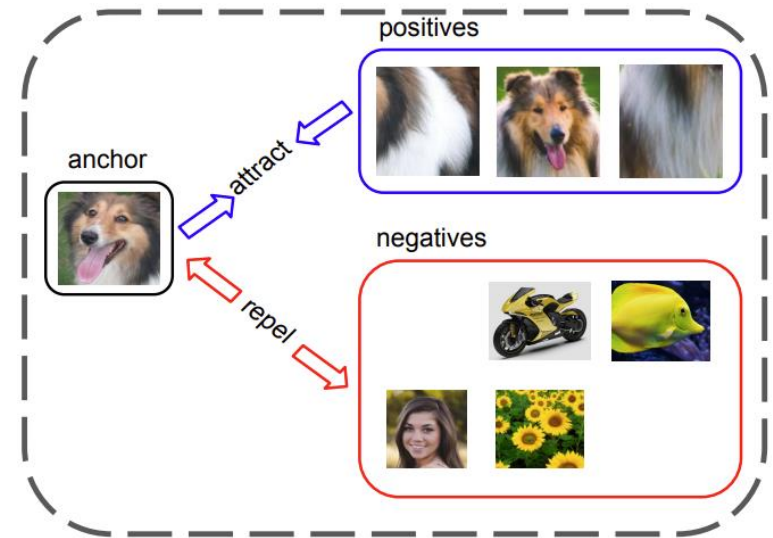 positives
anchor
attract
negatives
repel